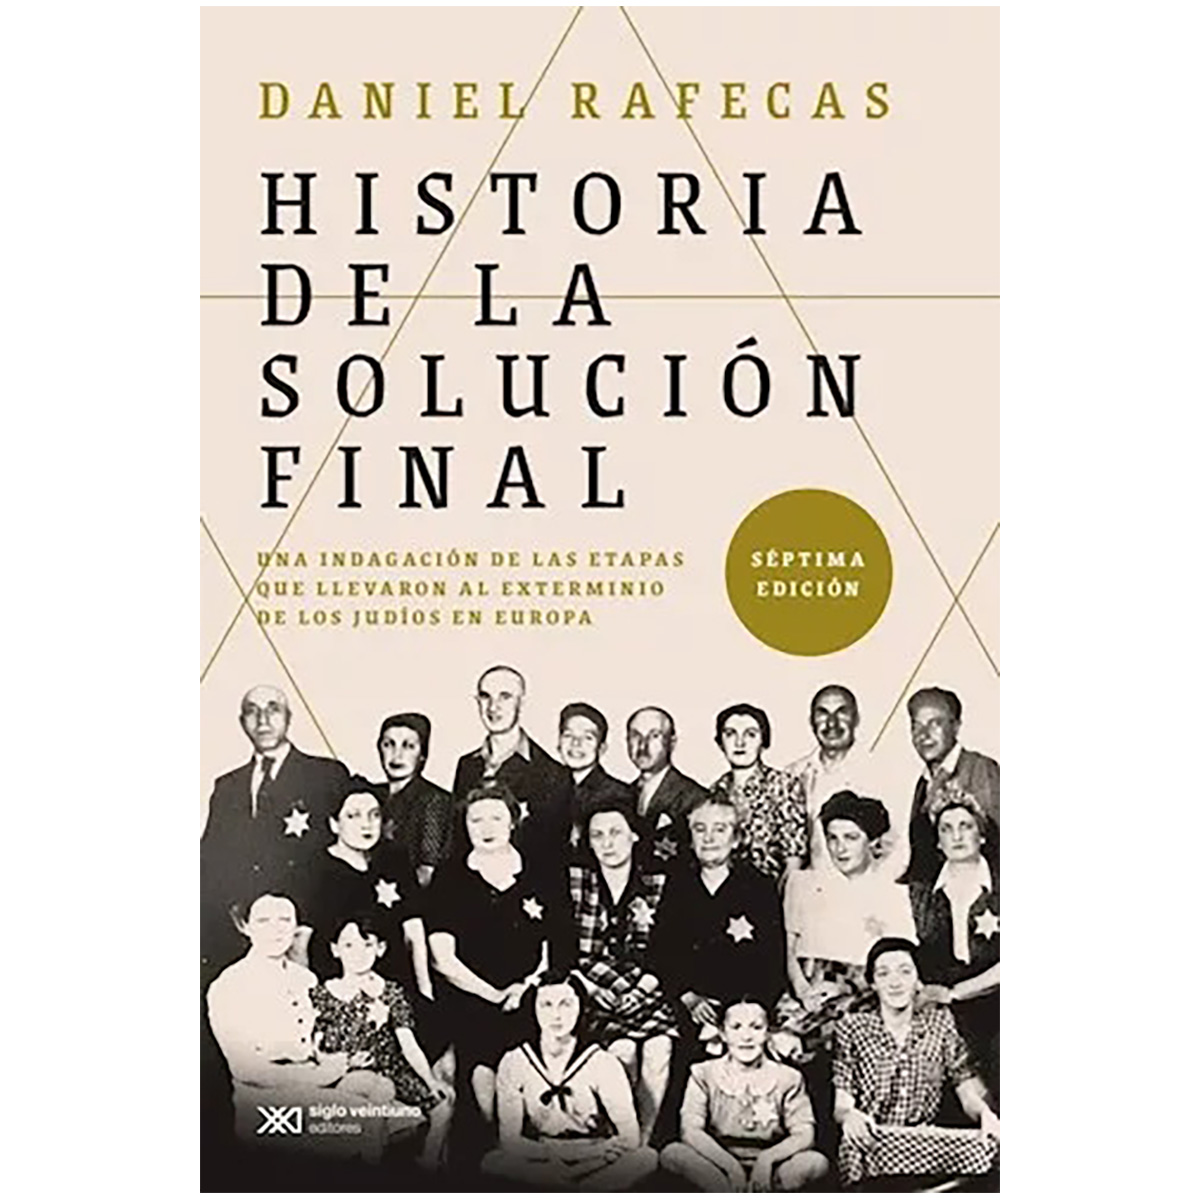 DANIEL RAFECAS
HISTORIA
DE LA
SOLUCIÓN
FINAL
UNA INDAGACIÓN DE LAS ETAPAS
QUE LLEVARON AL EXTERMINIO
DE LOS JUDÍOS EN EUROPA
SÉPTIMA
EDICIÓN
siglo veintiuno
editores